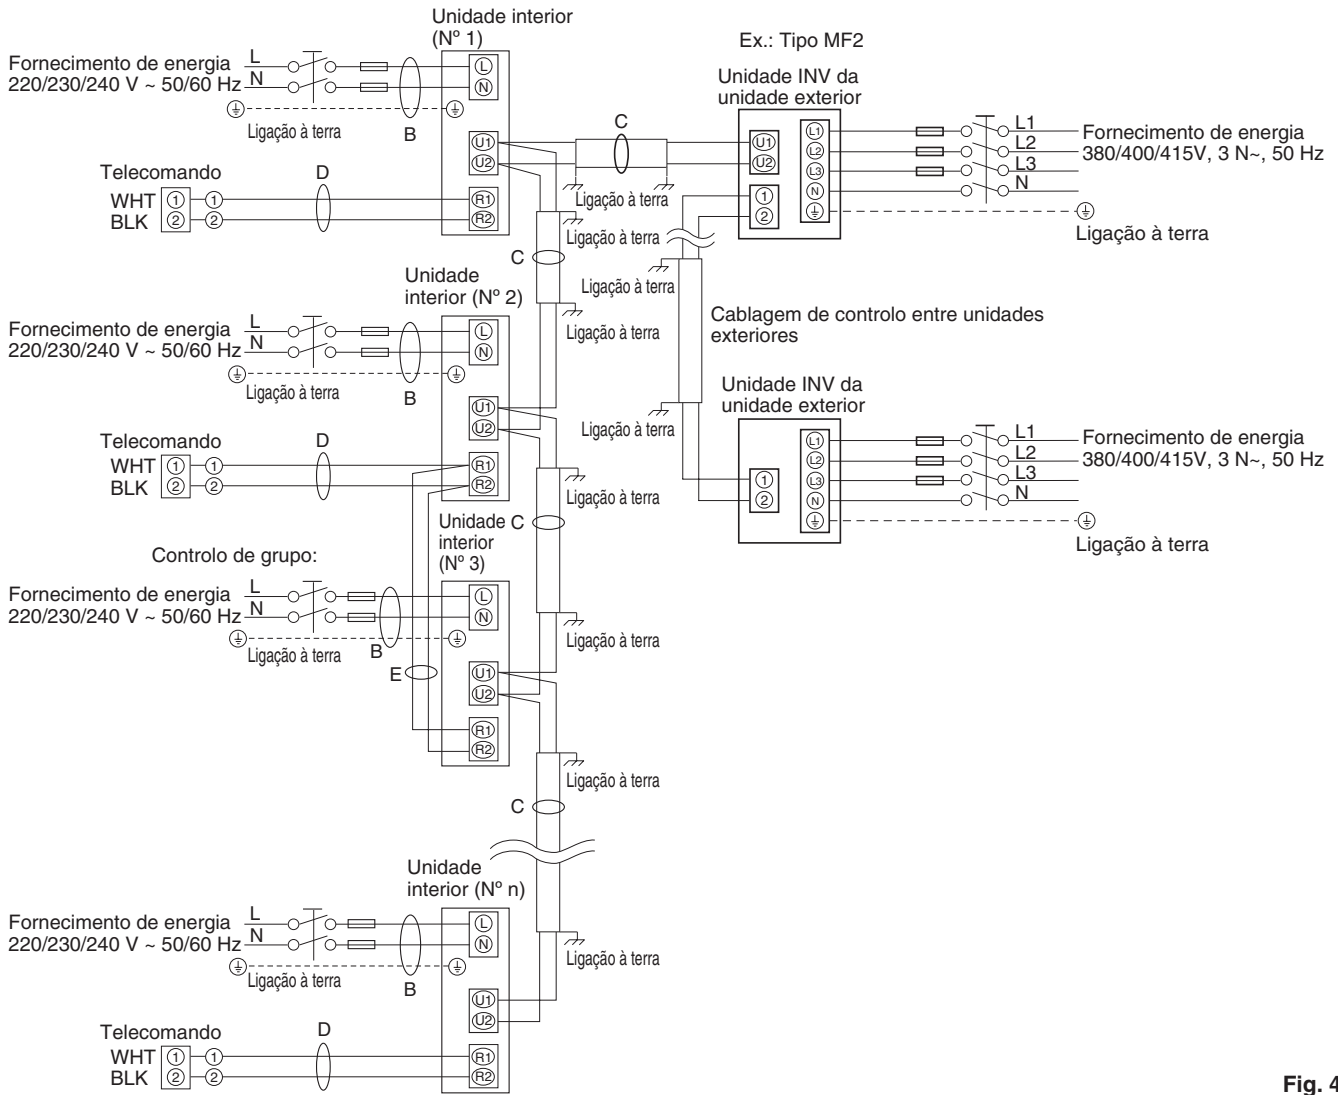 Unidade interior
(Nº 1)
Fornecimento de energia
220/230/240 V ~ 50/60 Hz
L
N
Ligação à terra
B
L
N
U1
U2
R1
R2
Telecomando
WHT 1 1
BLK 2 2
D
C
Ligação à terra
Ex.: Tipo MF2
Unidade INV da
unidade exterior
U1
U2
1
2
L1
L2
L3
N
L1
L2
L3
N
Fornecimento de energia
380/400/415V, 3 N~, 50 Hz
Ligação à terra
Ligação à terra
C
Ligação à terra
Ligação à terra
Cablagem de controlo entre unidades
exteriores
Ligação à terra
Unidade INV da
unidade exterior
1
2
L1
L2
L3
N
L1
L2
L3
N
Fornecimento de energia
380/400/415V, 3 N~, 50 Hz
Ligação à terra
Unidade
interior (Nº 2)
Fornecimento de energia
220/230/240 V ~ 50/60 Hz
L
N
Ligação à terra
B
L
N
U1
U2
R1
R2
Telecomando
WHT 1 1
BLK 2 2
D
Ligação à terra
C
Unidade
interior
(Nº 3)
Controlo de grupo:
Fornecimento de energia
220/230/240 V ~ 50/60 Hz
L
N
Ligação à terra
B
E
L
N
U1
U2
R1
R2
Ligação à terra
Ligação à terra
C
Unidade
interior (Nº n)
Fornecimento de energia
220/230/240 V ~ 50/60 Hz
L
N
Ligação à terra
B
L
N
U1
U2
R1
R2
Ligação à terra
Telecomando
WHT 1 1
BLK 2 2
D
Fig. 4